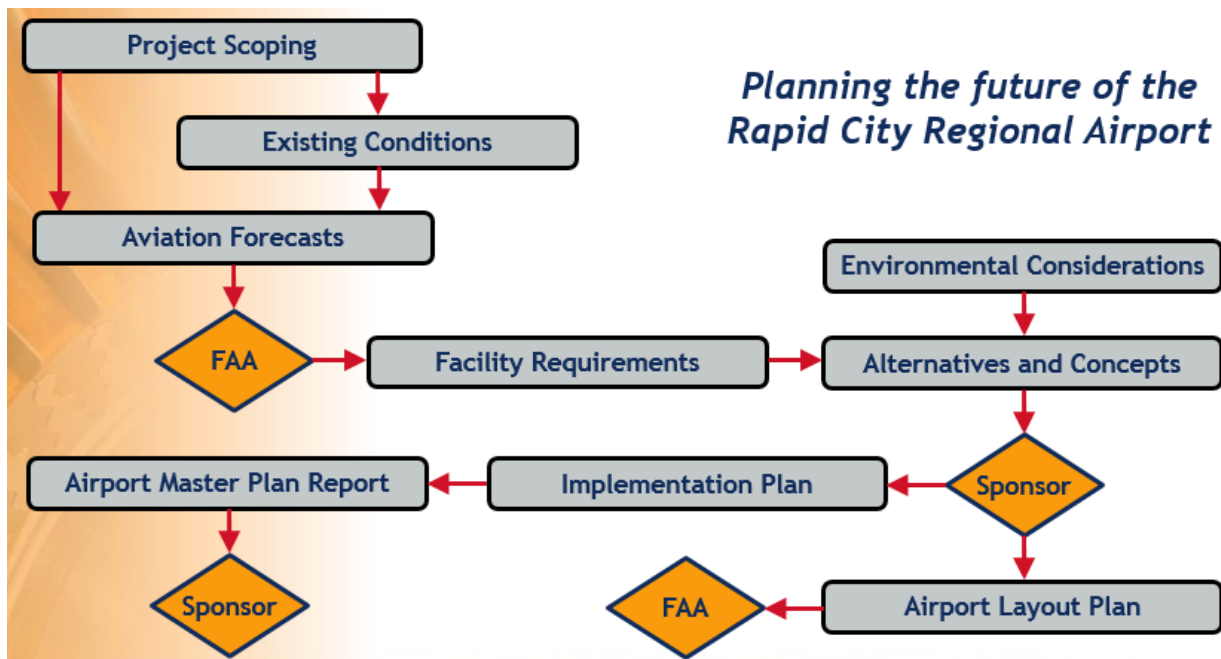 Project Scoping
Planning the future of the
Rapid City Regional Airport
Existing Conditions
Aviation Forecasts
Environmental Considerations
FAA
Facility Requirements
Alternatives and Concepts
Airport Master Plan Report
Implementation Plan
Sponsor
Sponsor
FAA
Airport Layout Plan